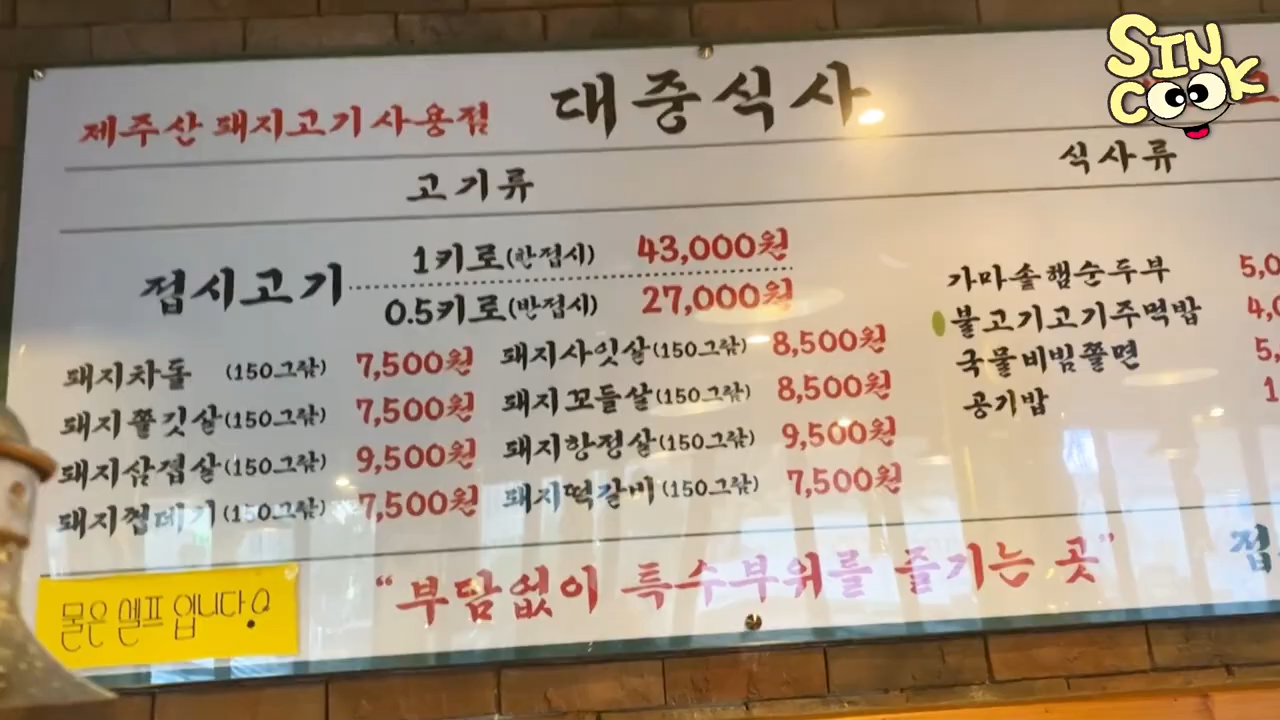 SIN COOK
제주산 돼지고기사용점 대중식사
고기류 식사류
접시고기 1키로(한접시) 43,000원
0.5키로(반접시) 27,000원
돼지차돌 (150그람) 7,500원 돼지사잇살(150그람) 8,500원
돼지쫄깃살(150그람) 7,500원 돼지꼬들살(150그람) 8,500원
돼지삼겹살(150그람) 9,500원 돼지항정살(150그람) 9,500원
돼지껍데기(150그람) 7,500원 돼지떡갈비(150그람) 7,500원
가마솥햄순두부 5,0
불고기고기주먹밥 4,0
국물비빔쫄면 5,
공기밥 1
"부담없이 특수부위를 즐기는 곳" 접
물은 셀프 입니다